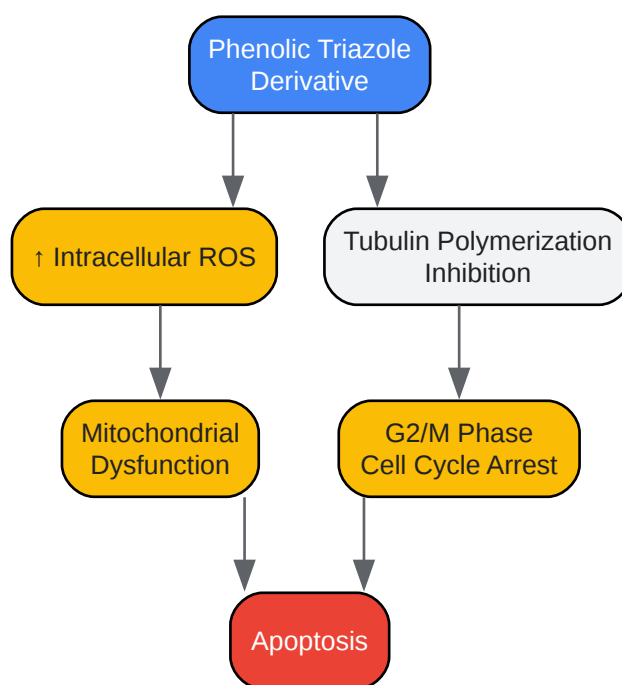 Phenolic Triazole
Derivative
↑ Intracellular ROS
Tubulin Polymerization
Inhibition
Mitochondrial
Dysfunction
G2/M Phase
Cell Cycle Arrest
Apoptosis